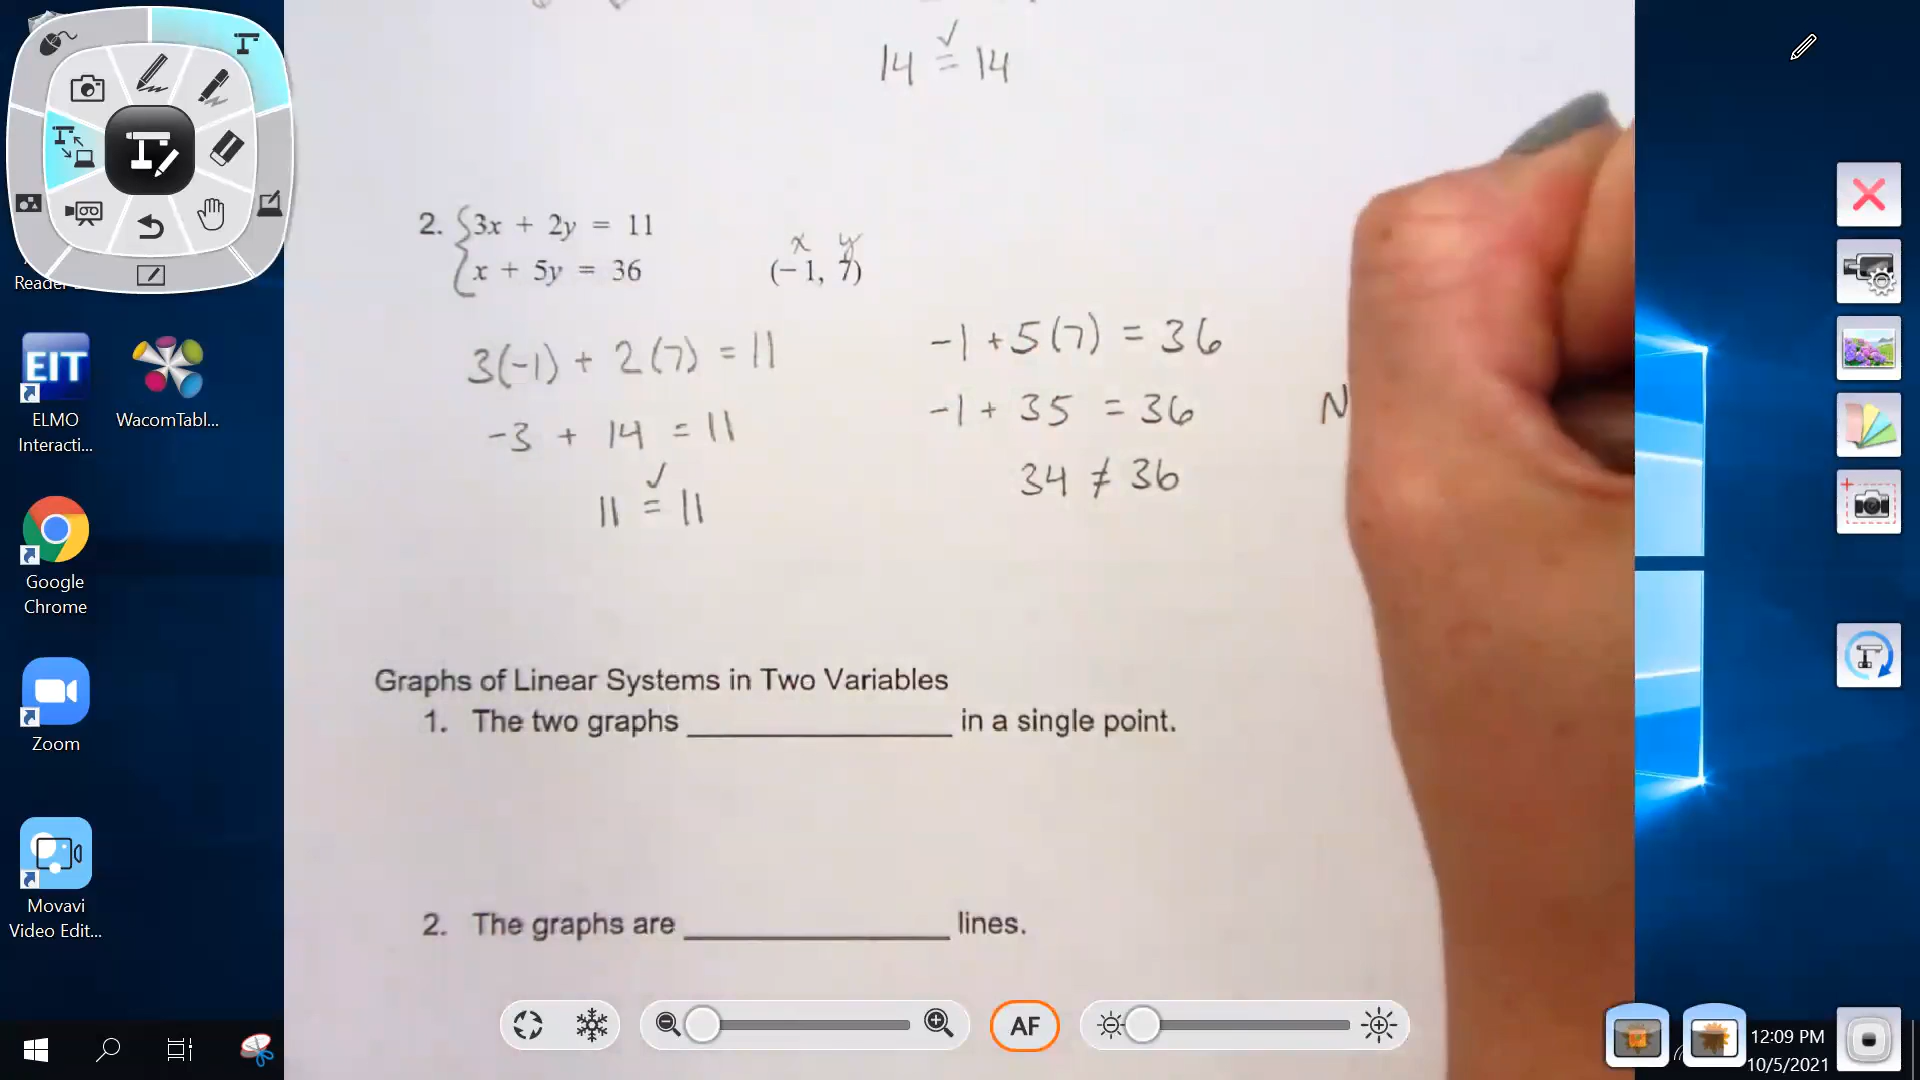 14 ✓= 14
2. {3x + 2y = 11
x + 5y = 36
x y
(−1, 7)
3(-1) + 2(7) = 11
-3 + 14 = 11
11 ✓= 11
-1 + 5(7) = 36
-1 + 35 = 36
34 ≠ 36
N
Graphs of Linear Systems in Two Variables
1. The two graphs ________________ in a single point.
2. The graphs are ________________ lines.
Reader
ELMO
Interacti...
EIT
WacomTabl...
Google
Chrome
Zoom
Movavi
Video Edit...
AF
12:09 PM
10/5/2021